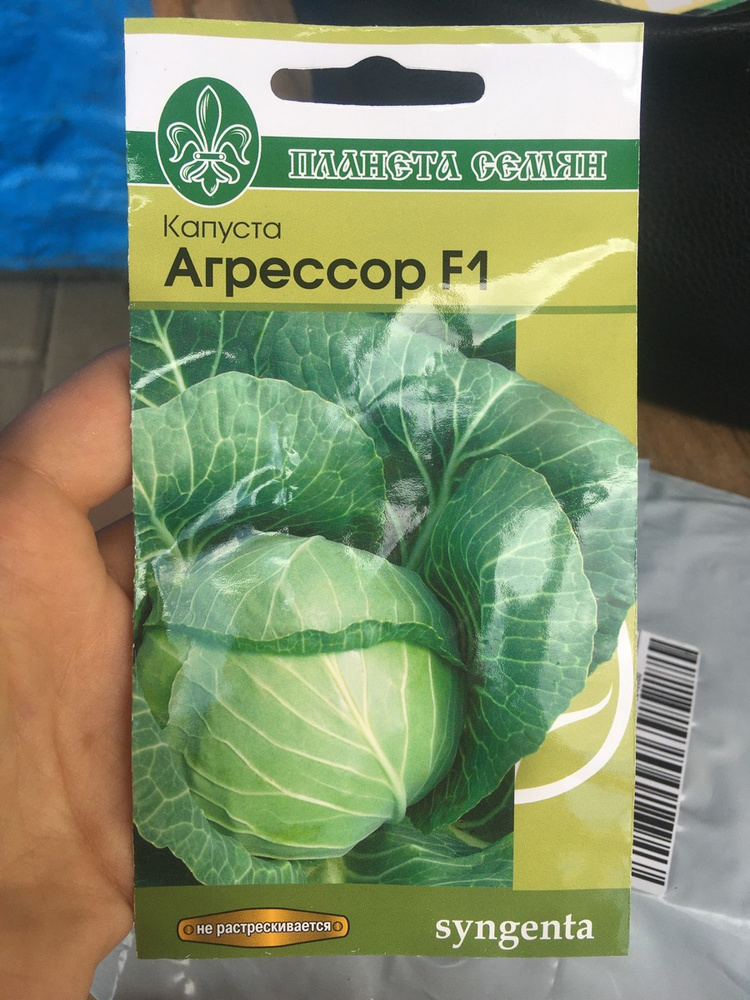 ПЛАНЕТА СЕМЯН
Капуста
Агрессор F1
не растрескивается
syngenta